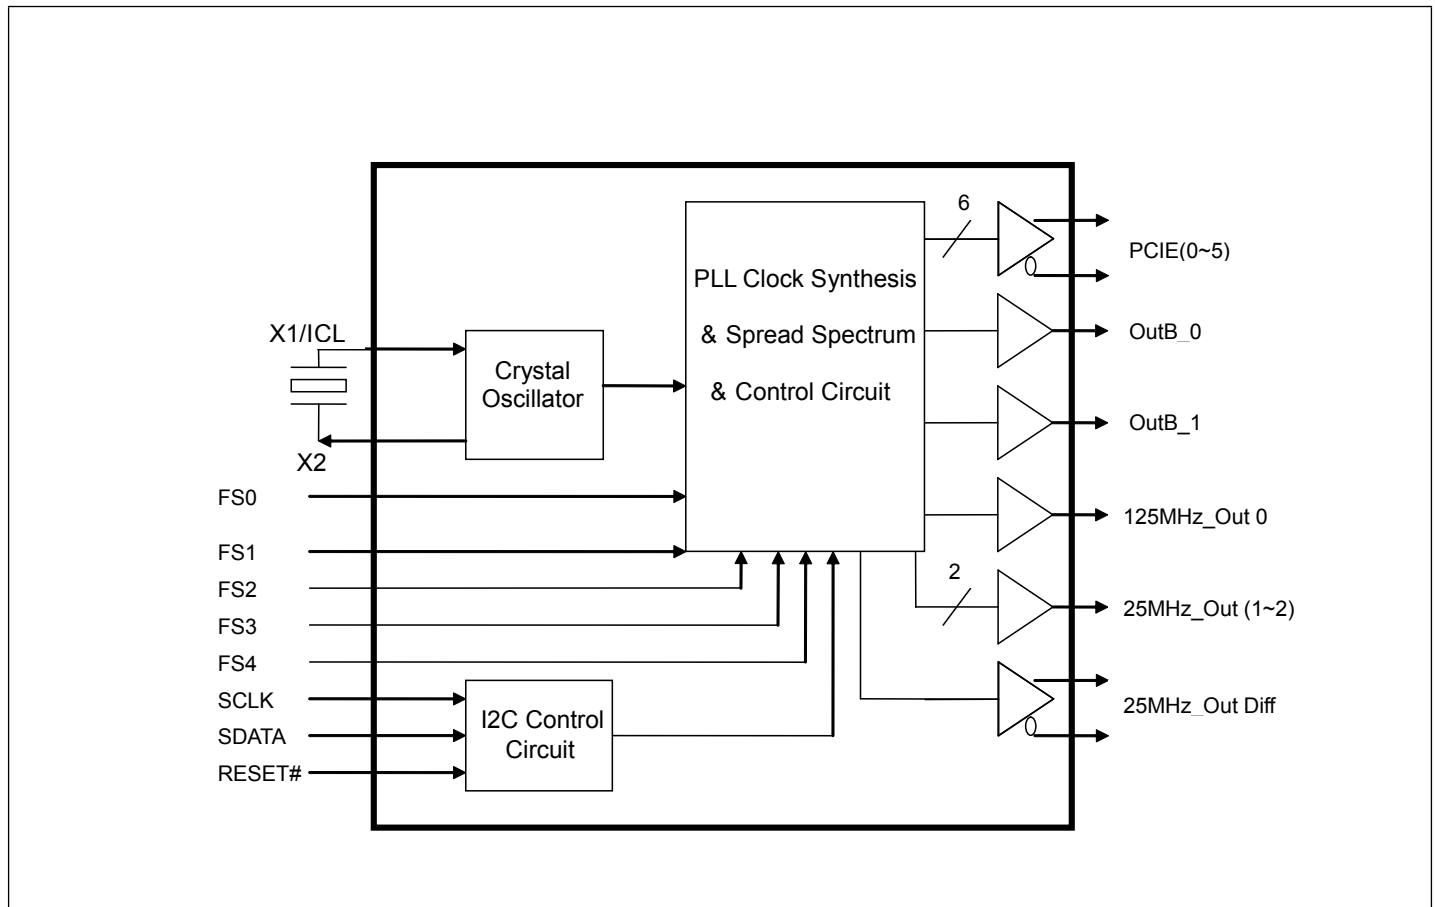 6
PCIE(0~5)
PLL Clock Synthesis
& Spread Spectrum
& Control Circuit
OutB_0
X1/ICL
Crystal
Oscillator
OutB_1
X2
FS0
125MHz_Out 0
FS1
2
FS2
25MHz_Out (1~2)
FS3
FS4
SCLK
I2C Control
Circuit
25MHz_Out Diff
SDATA
RESET#